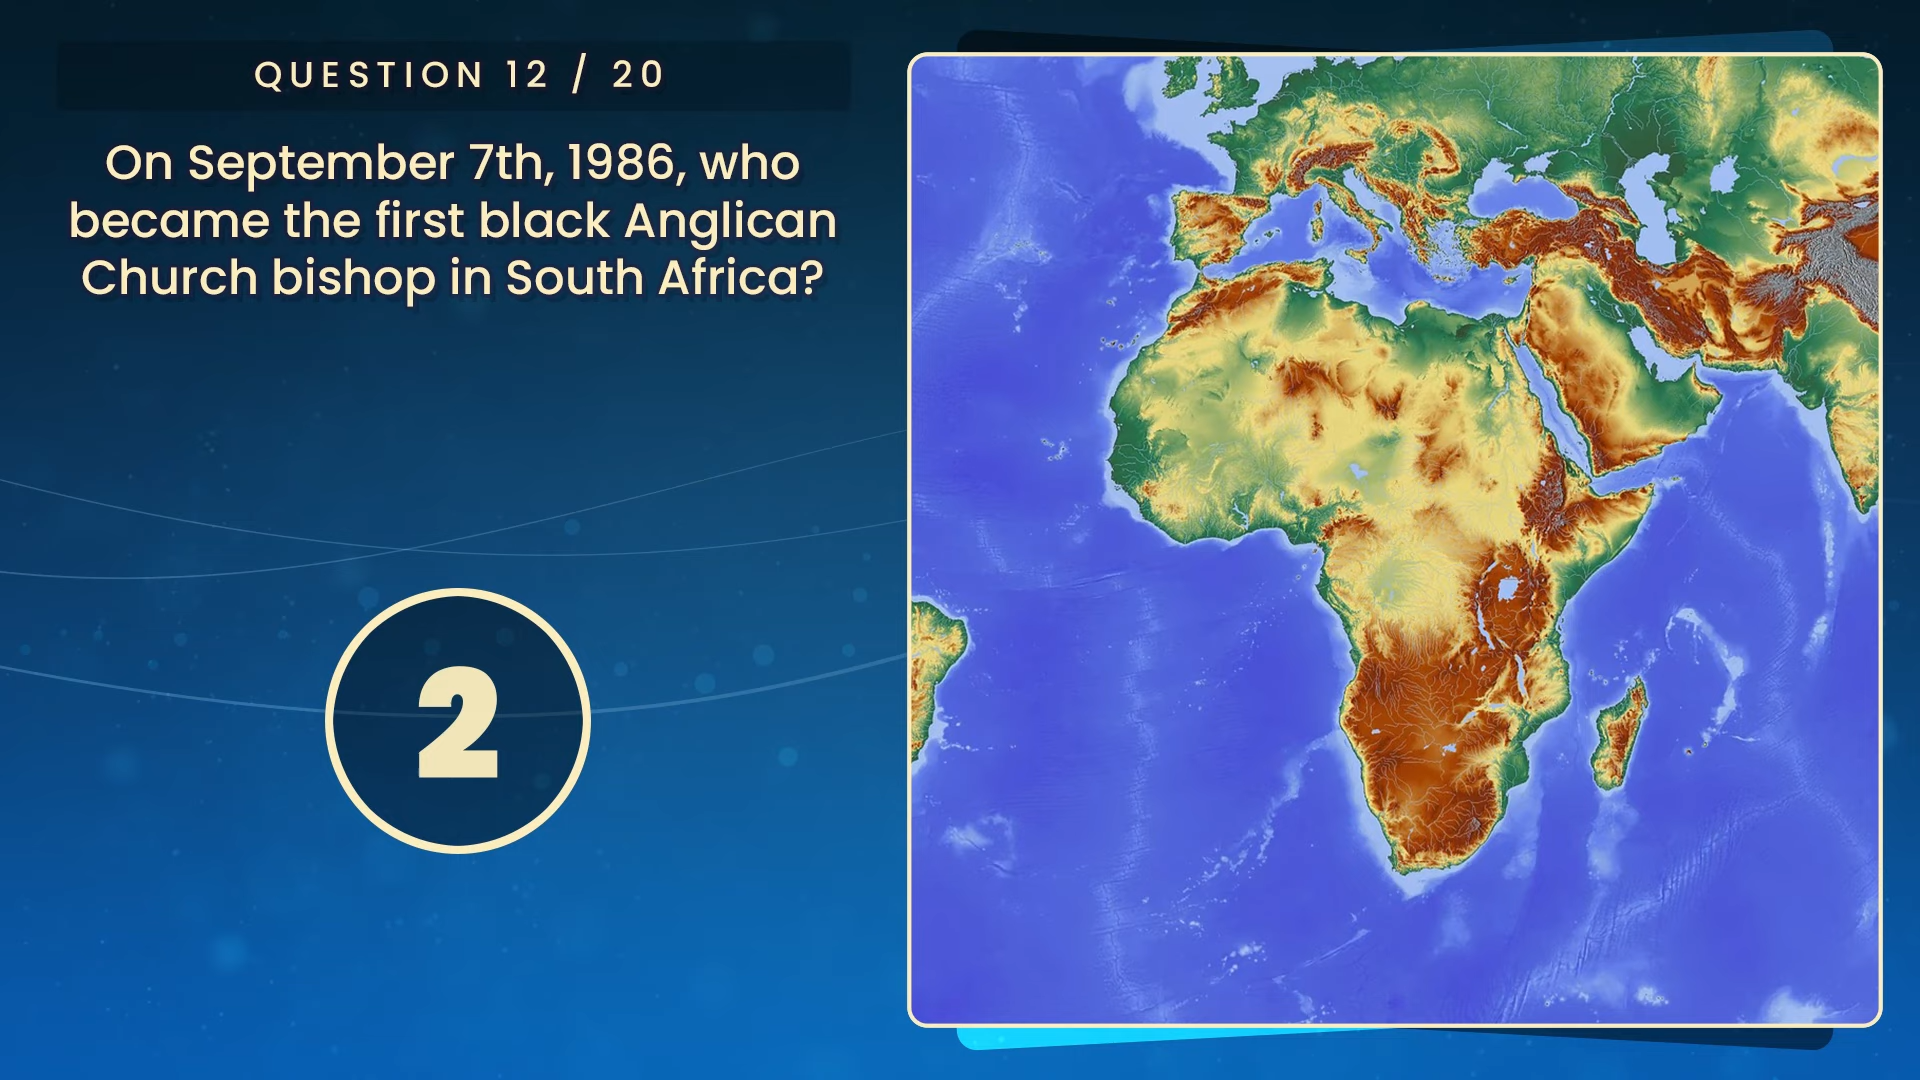 QUESTION 12 / 20
On September 7th, 1986, who
became the first black Anglican
Church bishop in South Africa?
2